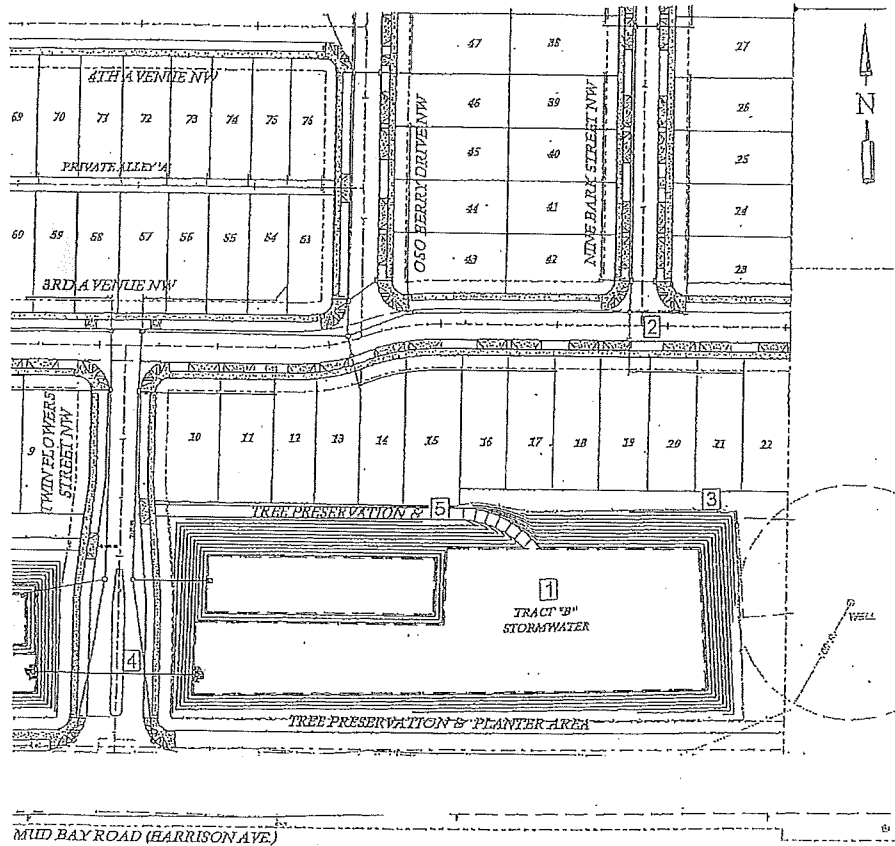 47 38 27
N
4TH AVENUE NW
69 70 71 72 73 74 75 76
OSO BERRY DRIVE NW
NINEBARK STREET NW
46 39 26
45 40 25
PRIVATE ALLEY "A"
44 41 24
60 59 58 57 56 55 54 53
43 42 23
3RD AVENUE NW
2
TWIN FLOWERS
STREET NW
9 10 11 12 13 14 15 16 17 18 19 20 21 22
3
TREE PRESERVATION &
5
1
TRACT "B"
STORMWATER
WELL
4
TREE PRESERVATION & PLANTER AREA
MUD BAY ROAD (HARRISON AVE.)